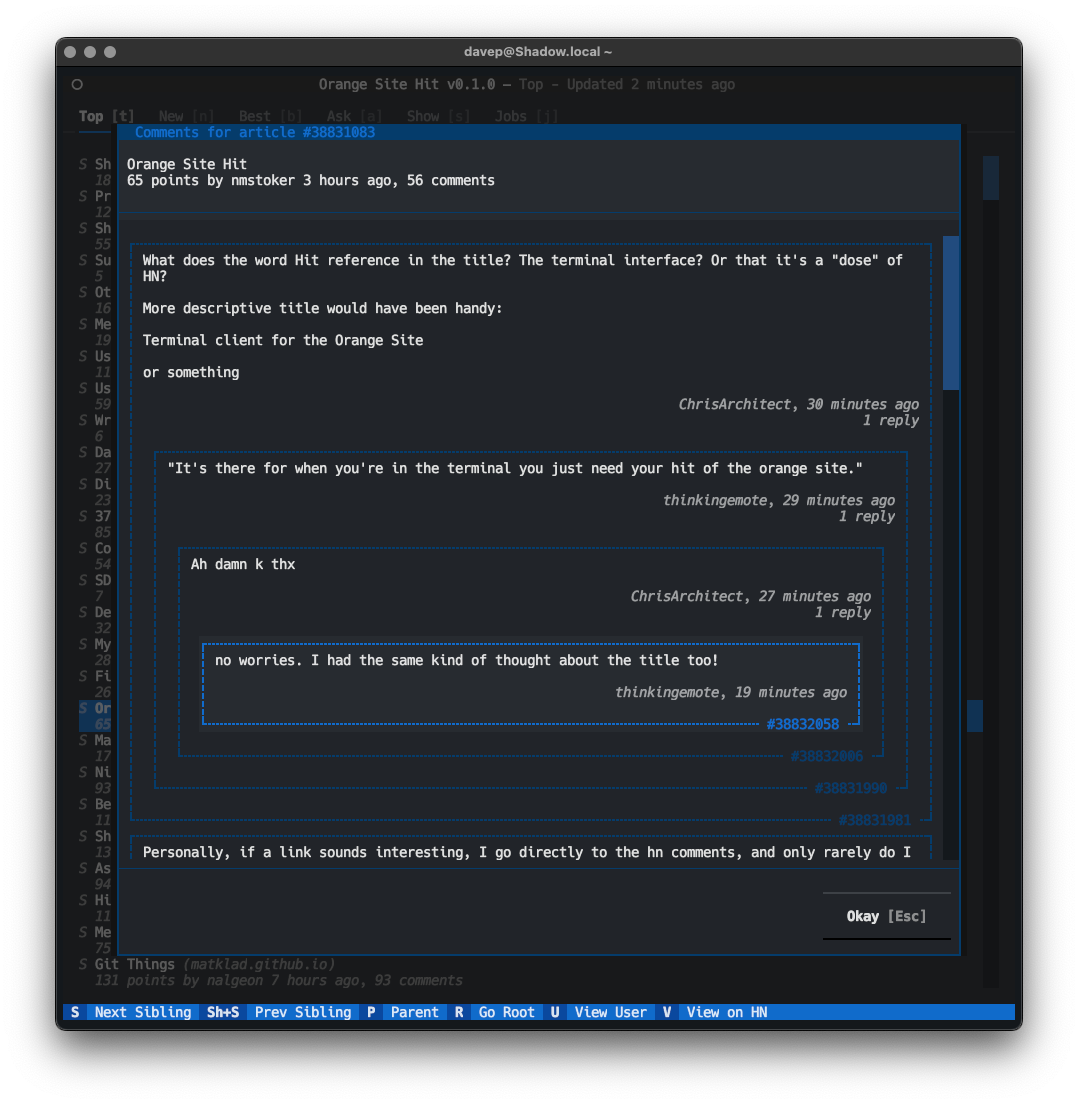 davep@Shadow.local ~
Orange Site Hit v0.1.0 — Top - Updated 2 minutes ago
Top [t] New [n] Best [b] Ask [a] Show [s] Jobs [j]
Comments for article #38831083
Orange Site Hit
65 points by nmstoker 3 hours ago, 56 comments
What does the word Hit reference in the title? The terminal interface? Or that it's a "dose" of
HN?
More descriptive title would have been handy:
Terminal client for the Orange Site
or something
ChrisArchitect, 30 minutes ago
1 reply
"It's there for when you're in the terminal you just need your hit of the orange site."
thinkingemote, 29 minutes ago
1 reply
Ah damn k thx
ChrisArchitect, 27 minutes ago
1 reply
no worries. I had the same kind of thought about the title too!
thinkingemote, 19 minutes ago
#38832058
#38832006
#38831990
#38831981
Personally, if a link sounds interesting, I go directly to the hn comments, and only rarely do I
Okay [Esc]
S Sh
18
S Pr
12
S Sh
55
S Su
5
S Ot
16
S Me
19
S Us
11
S Us
59
S Wr
6
S Da
27
S Di
23
S 37
85
S Co
54
S SD
7
S De
32
S My
28
S Fi
26
S Or
65
S Ma
17
S Ni
93
S Be
11
S Sh
13
S As
94
S Hi
11
S Me
75
S Git Things (matklad.github.io)
131 points by nalgeon 7 hours ago, 93 comments
S Next Sibling Sh+S Prev Sibling P Parent R Go Root U View User V View on HN